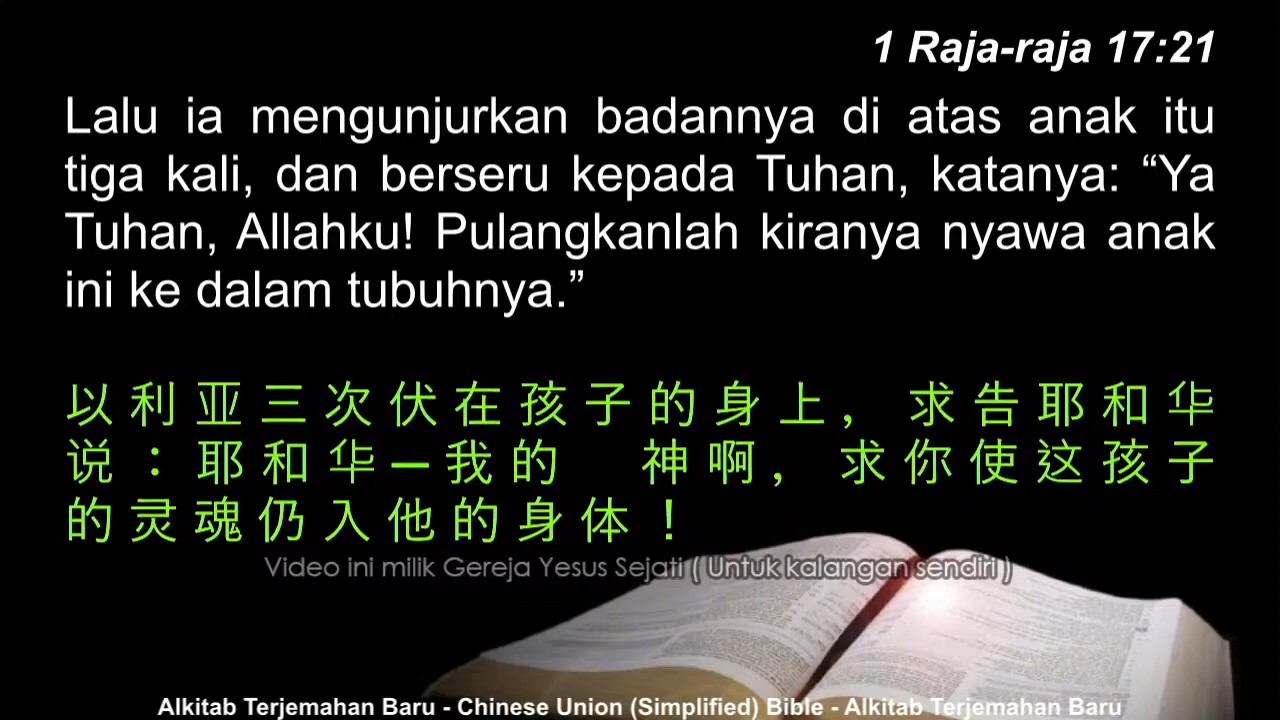 1 Raja-raja 17:21
Lalu ia mengunjurkan badannya di atas anak itu
tiga kali, dan berseru kepada Tuhan, katanya: “Ya
Tuhan, Allahku! Pulangkanlah kiranya nyawa anak
ini ke dalam tubuhnya.”
以利亚三次伏在孩子的身上，求告耶和华
说：耶和华—我的　神啊，求你使这孩子
的灵魂仍入他的身体！
Video ini milik Gereja Yesus Sejati ( Untuk kalangan sendiri )
Alkitab Terjemahan Baru - Chinese Union (Simplified) Bible - Alkitab Terjemahan Baru